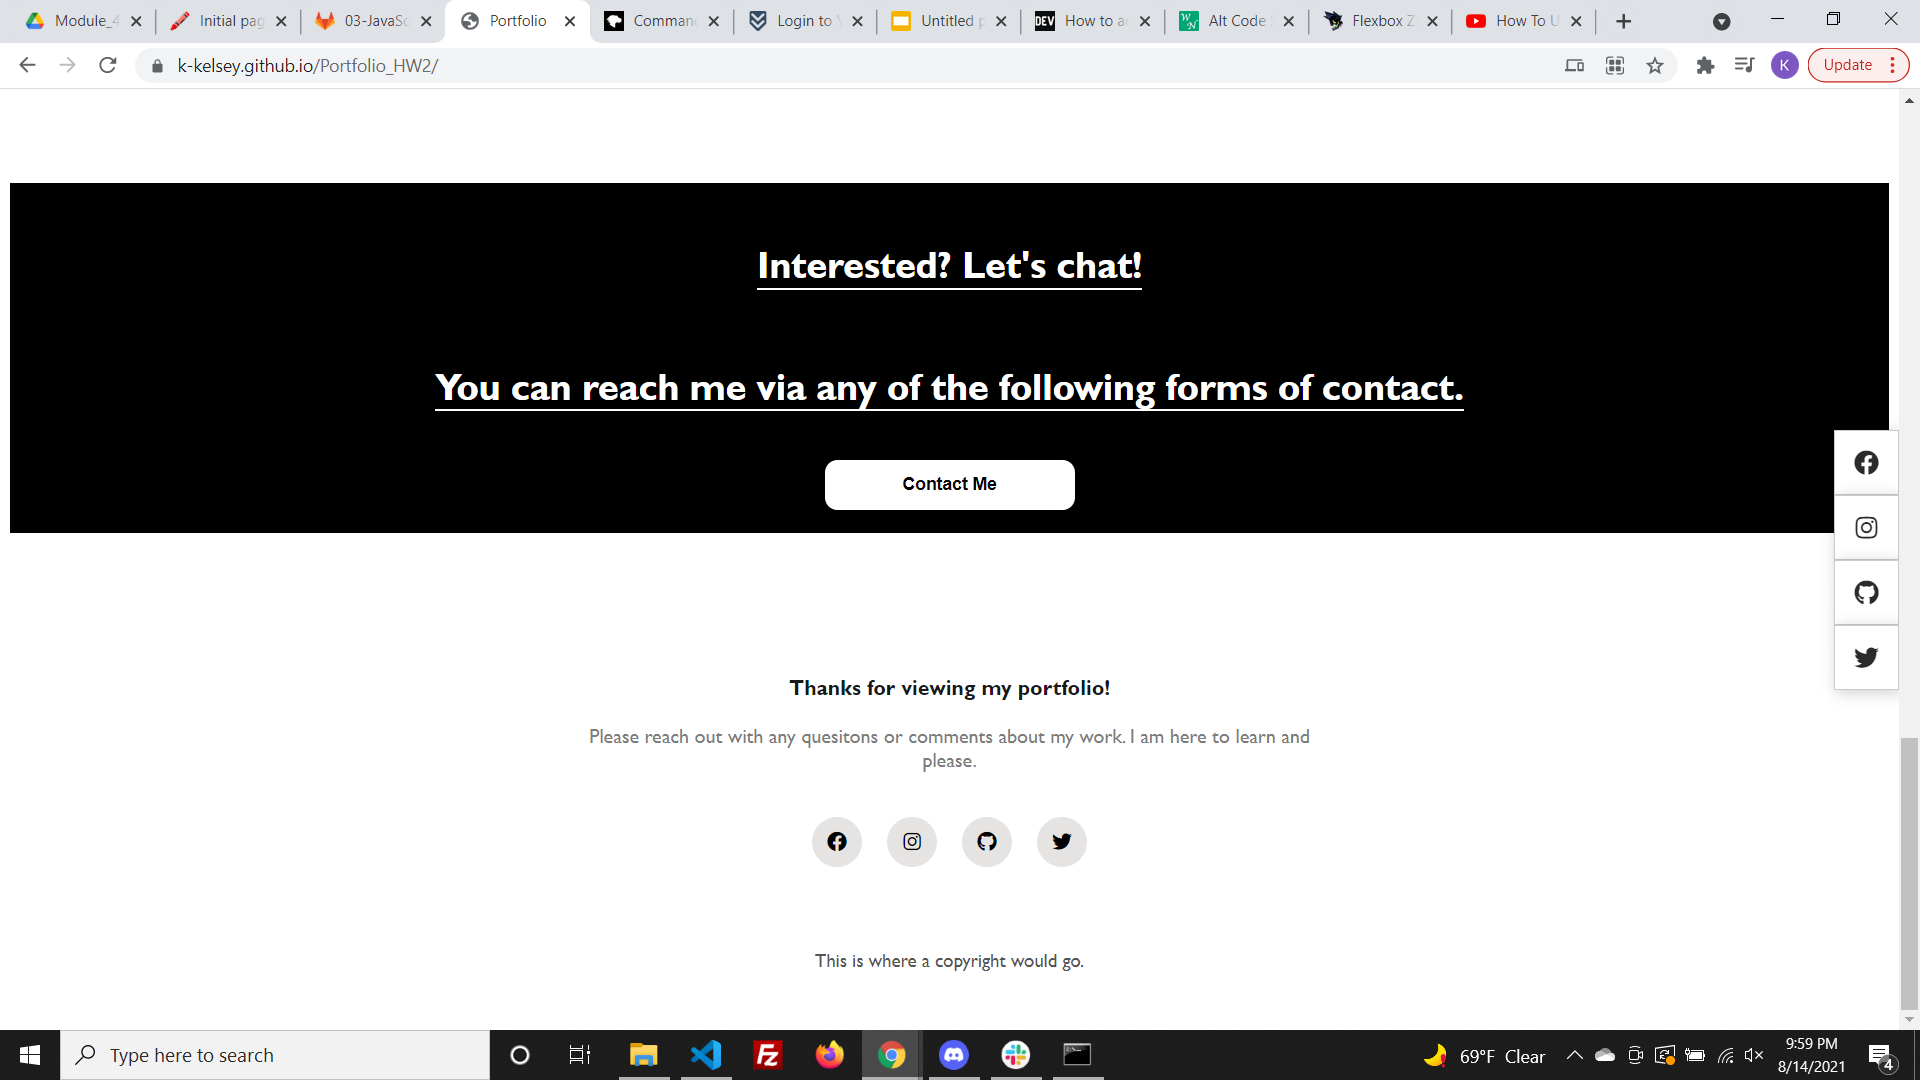 Module_4
Initial pag
03-JavaSc
Portfolio
Comman
Login to Y
Untitled p
DEV
How to a
W N
Alt Code
Flexbox Z
How To U
k-kelsey.github.io/Portfolio_HW2/
K
Update
Interested? Let's chat!
You can reach me via any of the following forms of contact.
Contact Me
Thanks for viewing my portfolio!
Please reach out with any quesitons or comments about my work. I am here to learn and
please.
This is where a copyright would go.
Type here to search
Fz
69°F Clear
9:59 PM
8/14/2021
4